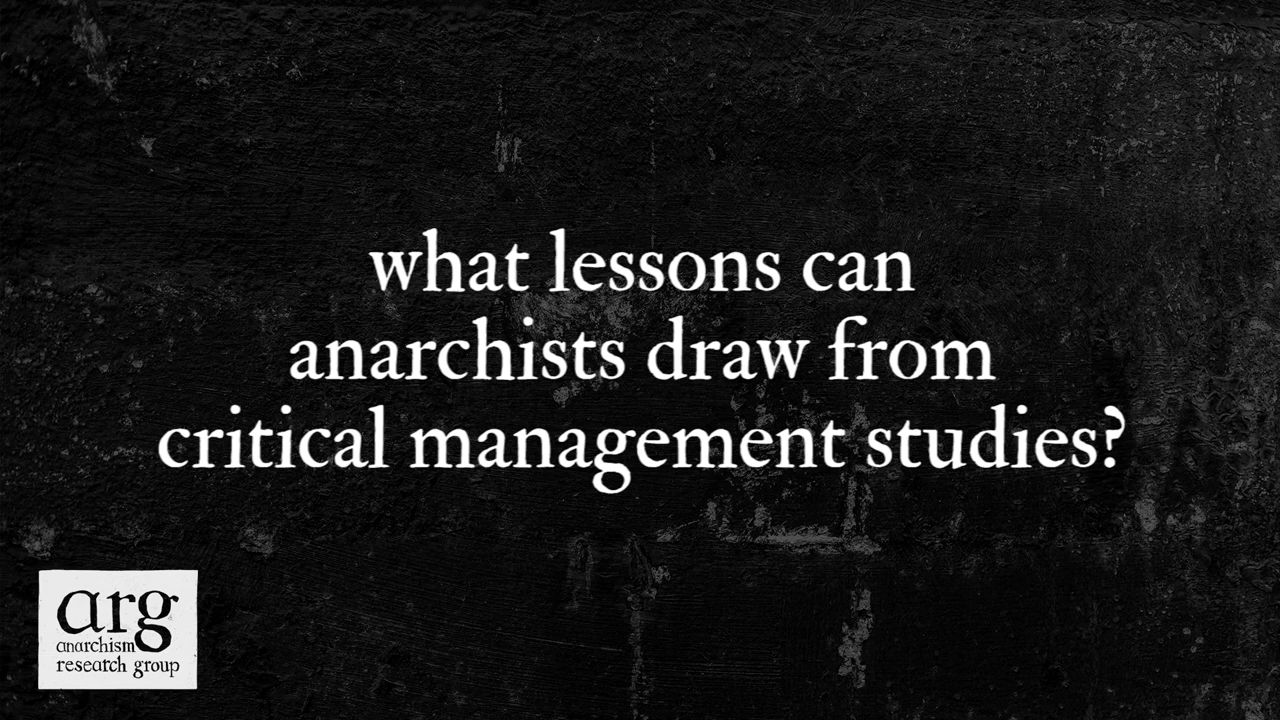 what lessons can
anarchists draw from
critical management studies?
arg
anarchism
research group